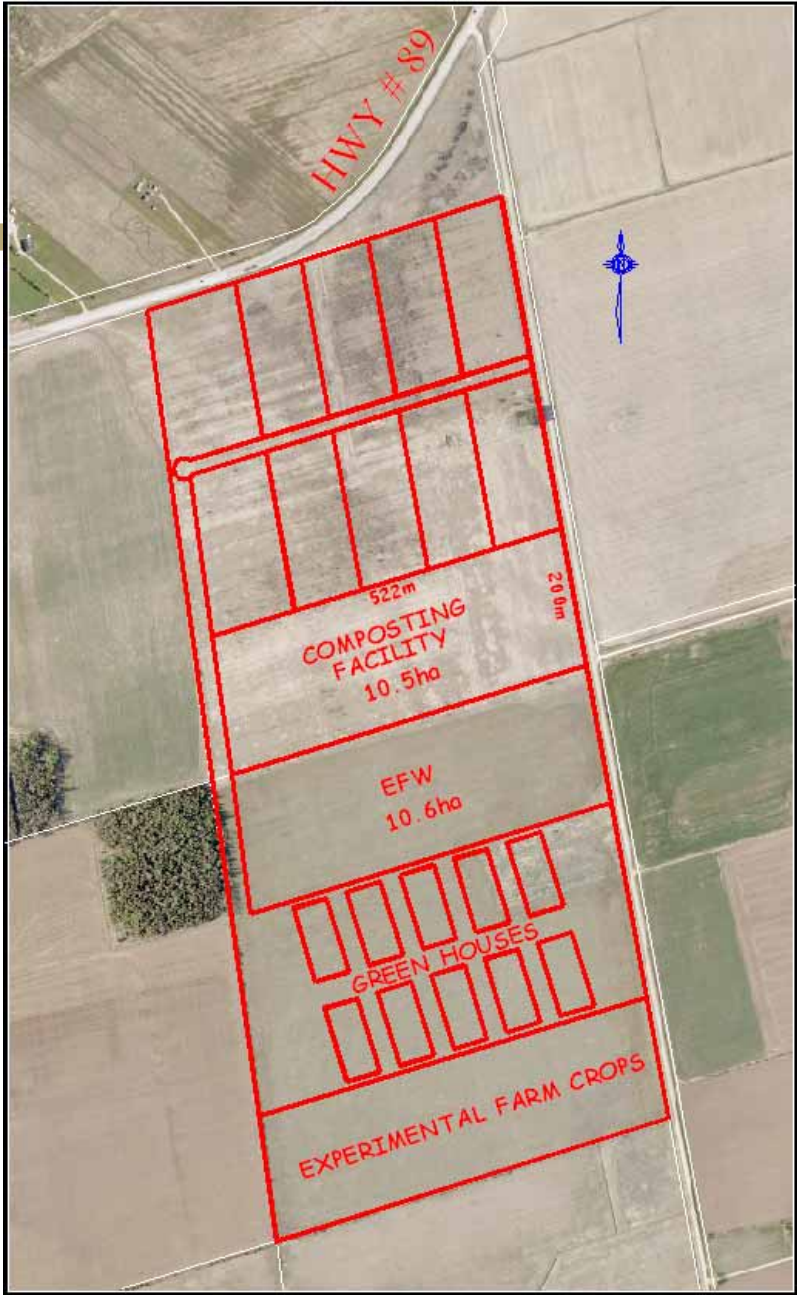 HWY # 89
N
522m
200m
COMPOSTING
FACILITY
10.5ha
EFW
10.6ha
GREEN HOUSES
EXPERIMENTAL FARM CROPS